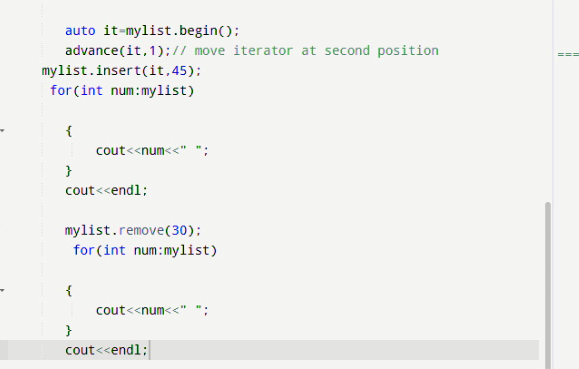 auto it=mylist.begin();
advance(it,1);// move iterator at second position
mylist.insert(it,45);
for(int num:mylist)
{
cout<<num<<" ";
}
cout<<endl;
mylist.remove(30);
for(int num:mylist)
{
cout<<num<<" ";
}
cout<<endl;
===